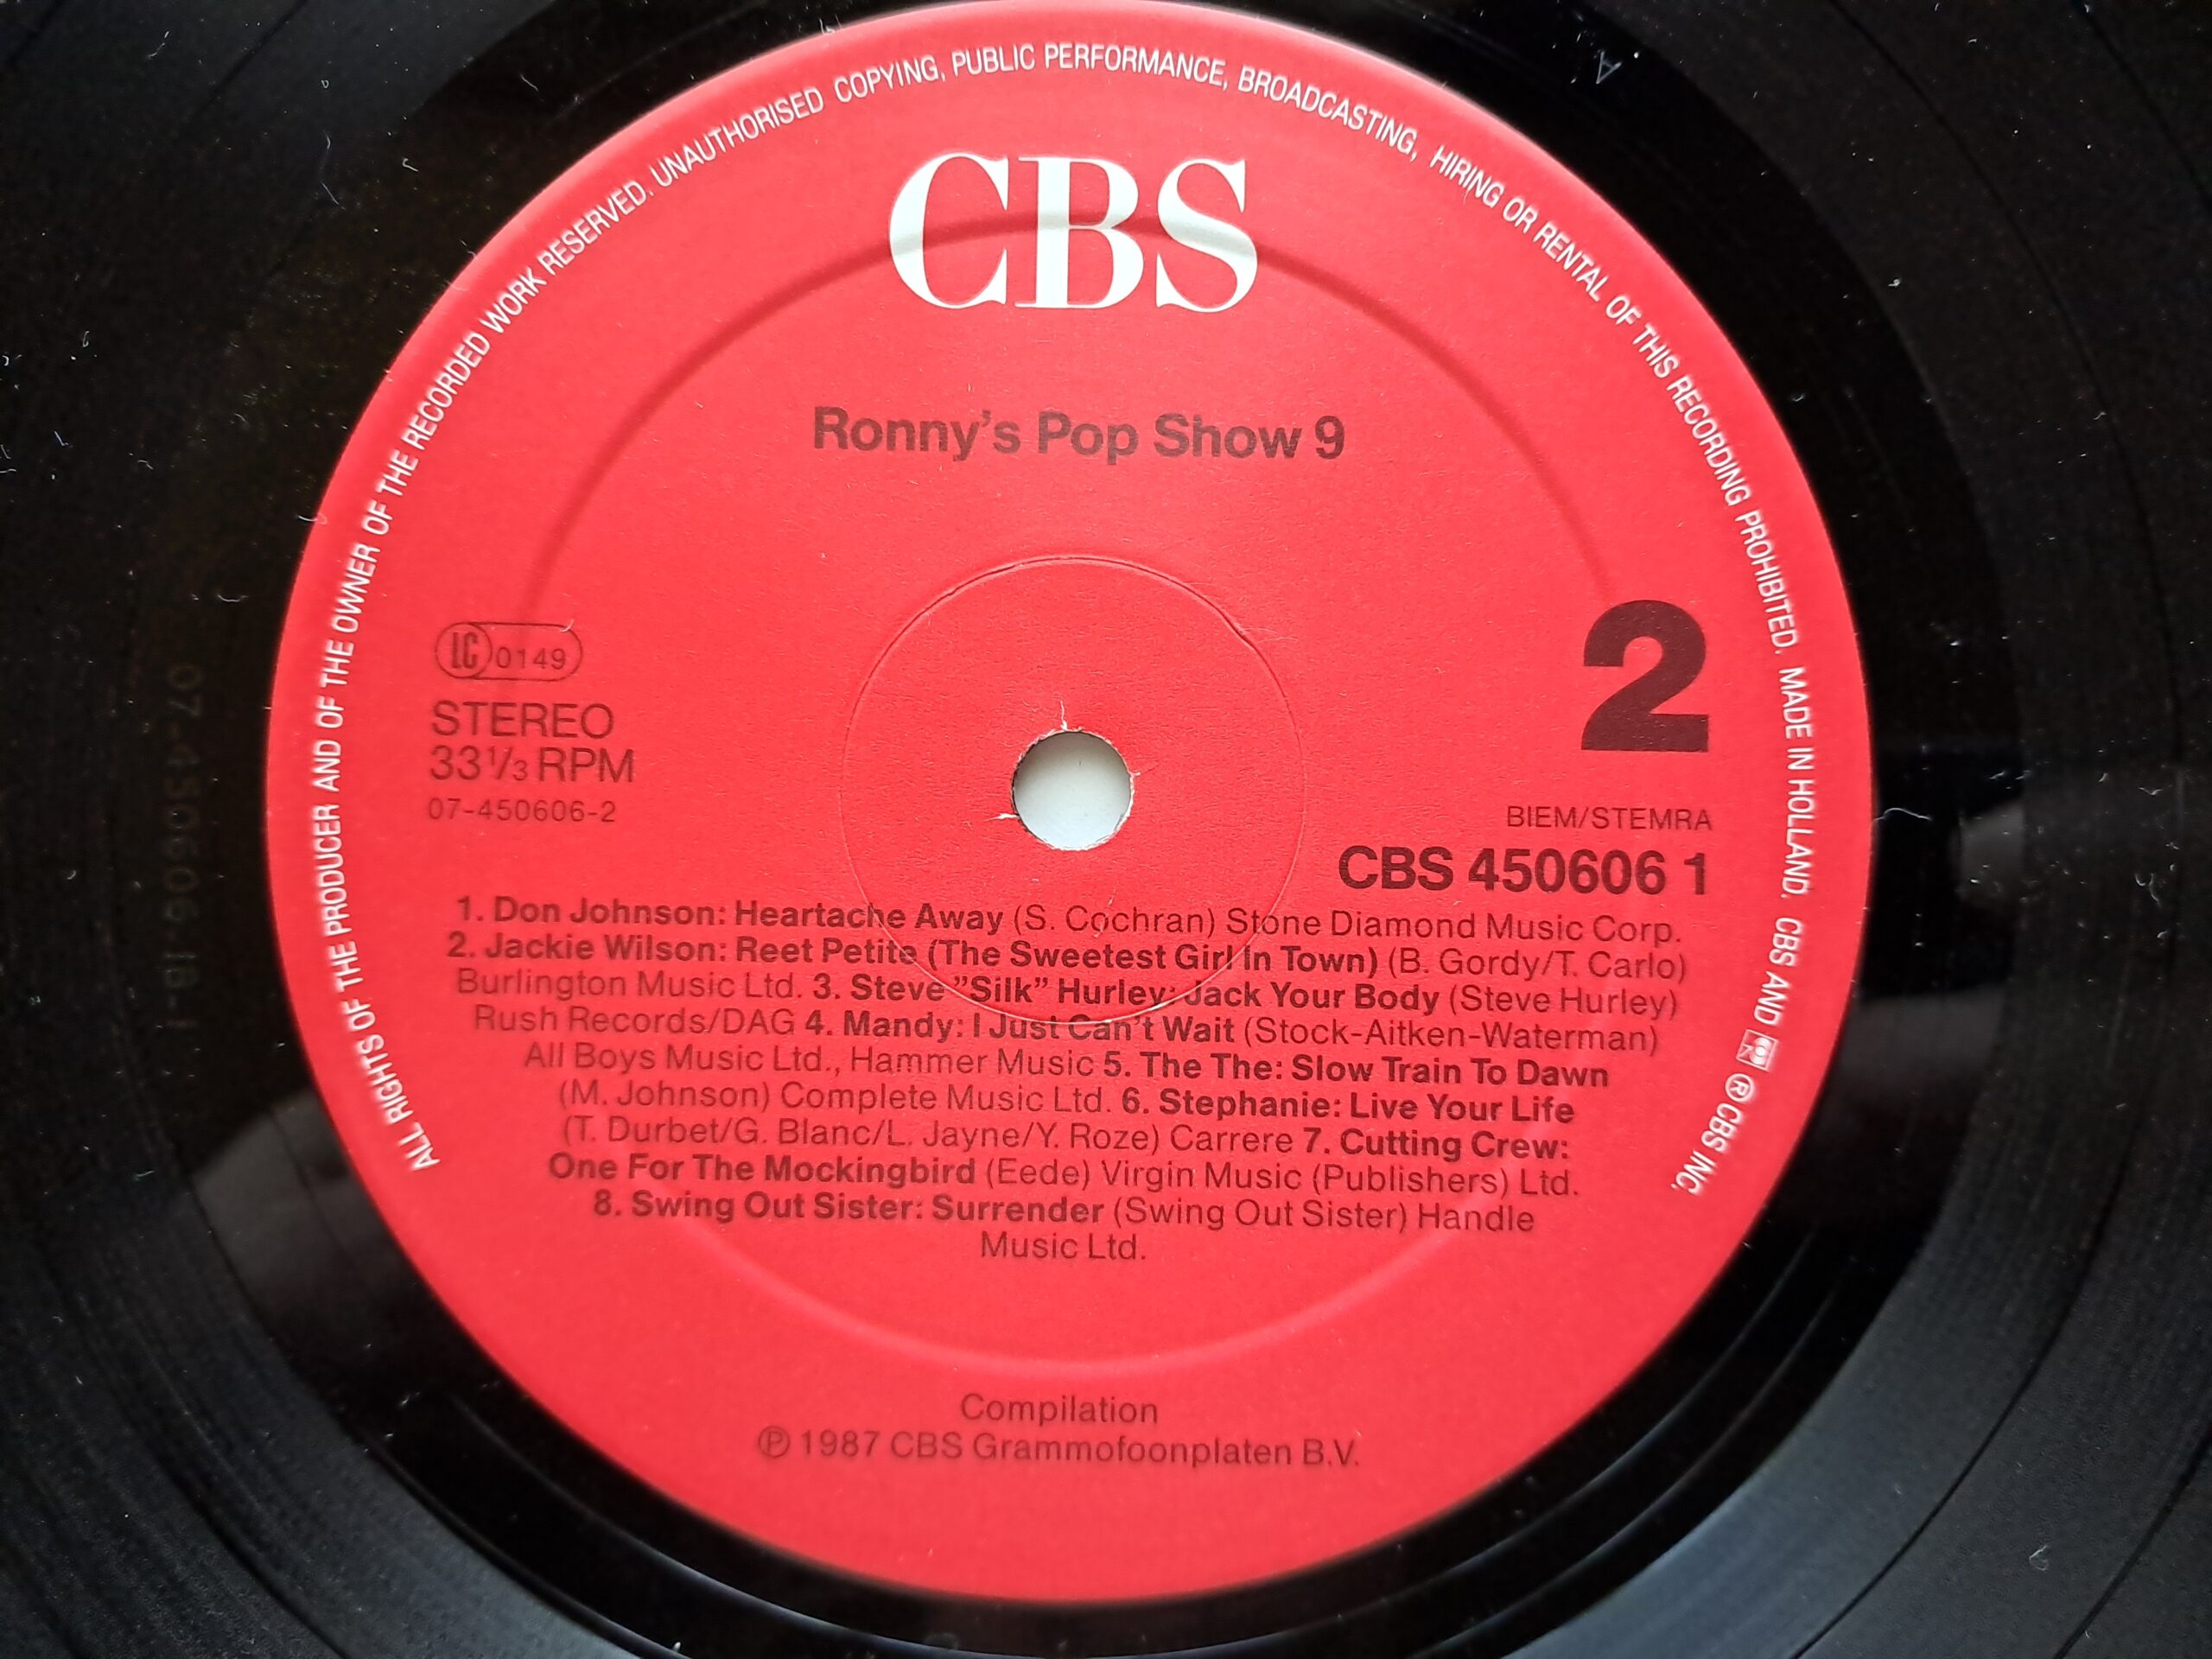 ALL RIGHTS OF THE PRODUCER AND OF THE OWNER OF THE RECORDED WORK RESERVED. UNAUTHORISED COPYING, PUBLIC PERFORMANCE, BROADCASTING, HIRING OR RENTAL OF THIS RECORDING PROHIBITED. MADE IN HOLLAND. CBS AND ® CBS INC.
CBS
Ronny's Pop Show 9
LC 0149
STEREO
33 1/3 RPM
07-450606-2
2
BIEM/STEMRA
CBS 450606 1
1. Don Johnson: Heartache Away (S. Cochran) Stone Diamond Music Corp.
2. Jackie Wilson: Reet Petite (The Sweetest Girl In Town) (B. Gordy/T. Carlo)
Burlington Music Ltd. 3. Steve ”Silk” Hurley: Jack Your Body (Steve Hurley)
Rush Records/DAG 4. Mandy: I Just Can't Wait (Stock-Aitken-Waterman)
All Boys Music Ltd., Hammer Music 5. The The: Slow Train To Dawn
(M. Johnson) Complete Music Ltd. 6. Stephanie: Live Your Life
(T. Durbet/G. Blanc/L. Jayne/Y. Roze) Carrere 7. Cutting Crew:
One For The Mockingbird (Eede) Virgin Music (Publishers) Ltd.
8. Swing Out Sister: Surrender (Swing Out Sister) Handle
Music Ltd.
Compilation
℗ 1987 CBS Grammofoonplaten B.V.